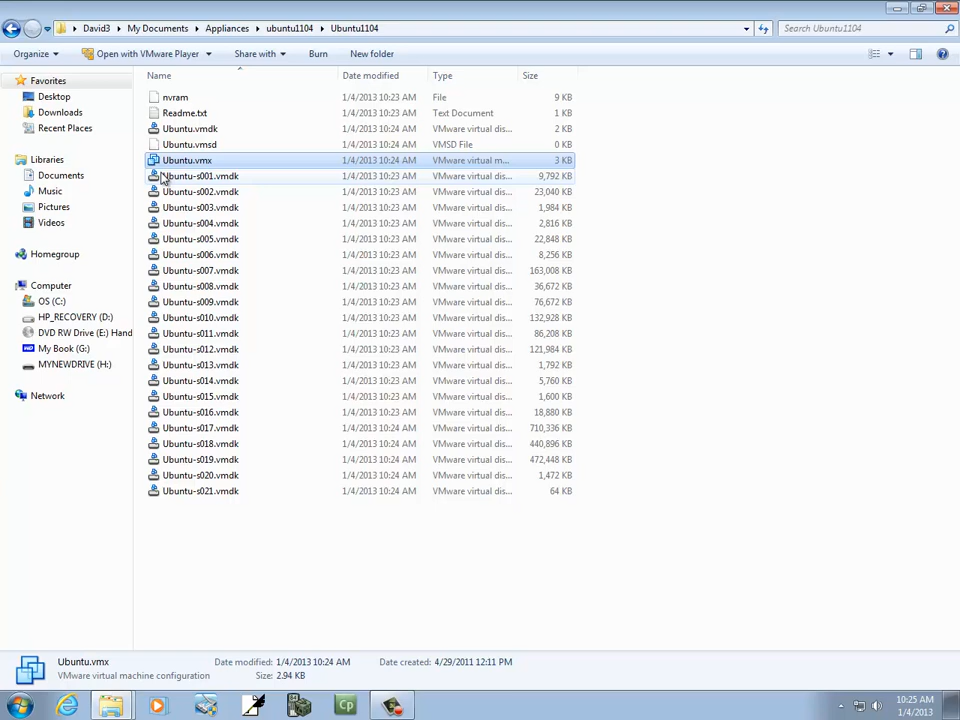 David3 My Documents Appliances ubuntu1104 Ubuntu1104 Search Ubuntu1104
Organize Open with VMware Player Share with Burn New folder
Name Date modified Type Size
Favorites
Desktop
Downloads
Recent Places
Libraries
Documents
Music
Pictures
Videos
Homegroup
Computer
OS (C:)
HP_RECOVERY (D:)
DVD RW Drive (E:) Hand
My Book (G:)
MYNEWDRIVE (H:)
Network
nvram 1/4/2013 10:23 AM File 9 KB
Readme.txt 1/4/2013 10:23 AM Text Document 1 KB
Ubuntu.vmdk 1/4/2013 10:23 AM VMware virtual dis... 2 KB
Ubuntu.vmsd 1/4/2013 10:24 AM VMSD File 0 KB
Ubuntu.vmx 1/4/2013 10:24 AM VMware virtual m... 3 KB
Ubuntu-s001.vmdk 1/4/2013 10:23 AM VMware virtual dis... 9,792 KB
Ubuntu-s002.vmdk 1/4/2013 10:23 AM VMware virtual dis... 23,040 KB
Ubuntu-s003.vmdk 1/4/2013 10:23 AM VMware virtual dis... 1,984 KB
Ubuntu-s004.vmdk 1/4/2013 10:23 AM VMware virtual dis... 2,816 KB
Ubuntu-s005.vmdk 1/4/2013 10:23 AM VMware virtual dis... 22,848 KB
Ubuntu-s006.vmdk 1/4/2013 10:23 AM VMware virtual dis... 8,256 KB
Ubuntu-s007.vmdk 1/4/2013 10:23 AM VMware virtual dis... 163,008 KB
Ubuntu-s008.vmdk 1/4/2013 10:23 AM VMware virtual dis... 36,672 KB
Ubuntu-s009.vmdk 1/4/2013 10:23 AM VMware virtual dis... 76,672 KB
Ubuntu-s010.vmdk 1/4/2013 10:23 AM VMware virtual dis... 132,928 KB
Ubuntu-s011.vmdk 1/4/2013 10:23 AM VMware virtual dis... 86,208 KB
Ubuntu-s012.vmdk 1/4/2013 10:23 AM VMware virtual dis... 121,984 KB
Ubuntu-s013.vmdk 1/4/2013 10:23 AM VMware virtual dis... 1,792 KB
Ubuntu-s014.vmdk 1/4/2013 10:23 AM VMware virtual dis... 5,760 KB
Ubuntu-s015.vmdk 1/4/2013 10:23 AM VMware virtual dis... 1,600 KB
Ubuntu-s016.vmdk 1/4/2013 10:23 AM VMware virtual dis... 18,880 KB
Ubuntu-s017.vmdk 1/4/2013 10:24 AM VMware virtual dis... 710,336 KB
Ubuntu-s018.vmdk 1/4/2013 10:24 AM VMware virtual dis... 440,896 KB
Ubuntu-s019.vmdk 1/4/2013 10:24 AM VMware virtual dis... 472,448 KB
Ubuntu-s020.vmdk 1/4/2013 10:24 AM VMware virtual dis... 1,472 KB
Ubuntu-s021.vmdk 1/4/2013 10:24 AM VMware virtual dis... 64 KB
Ubuntu.vmx Date modified: 1/4/2013 10:24 AM Date created: 4/29/2011 12:11 PM
VMware virtual machine configuration Size: 2.94 KB
Cp
10:25 AM
1/4/2013